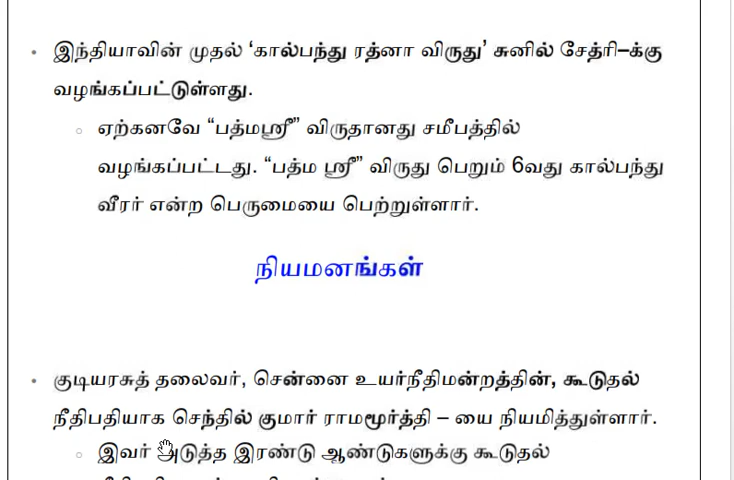 இந்தியாவின் முதல் ‘கால்பந்து ரத்னா விருது’ சுனில் சேத்ரி–க்கு
வழங்கப்பட்டுள்ளது.
ஏற்கனவே “பத்மஸ்ரீ” விருதானது சமீபத்தில்
வழங்கப்பட்டது. “பத்ம ஸ்ரீ” விருது பெறும் 6வது கால்பந்து
வீரர் என்ற பெருமையை பெற்றுள்ளார்.
நியமனங்கள்
குடியரசுத் தலைவர், சென்னை உயர்நீதிமன்றத்தின், கூடுதல்
நீதிபதியாக செந்தில் குமார் ராமமூர்த்தி – யை நியமித்துள்ளார்.
இவர் அடுத்த இரண்டு ஆண்டுகளுக்கு கூடுதல்